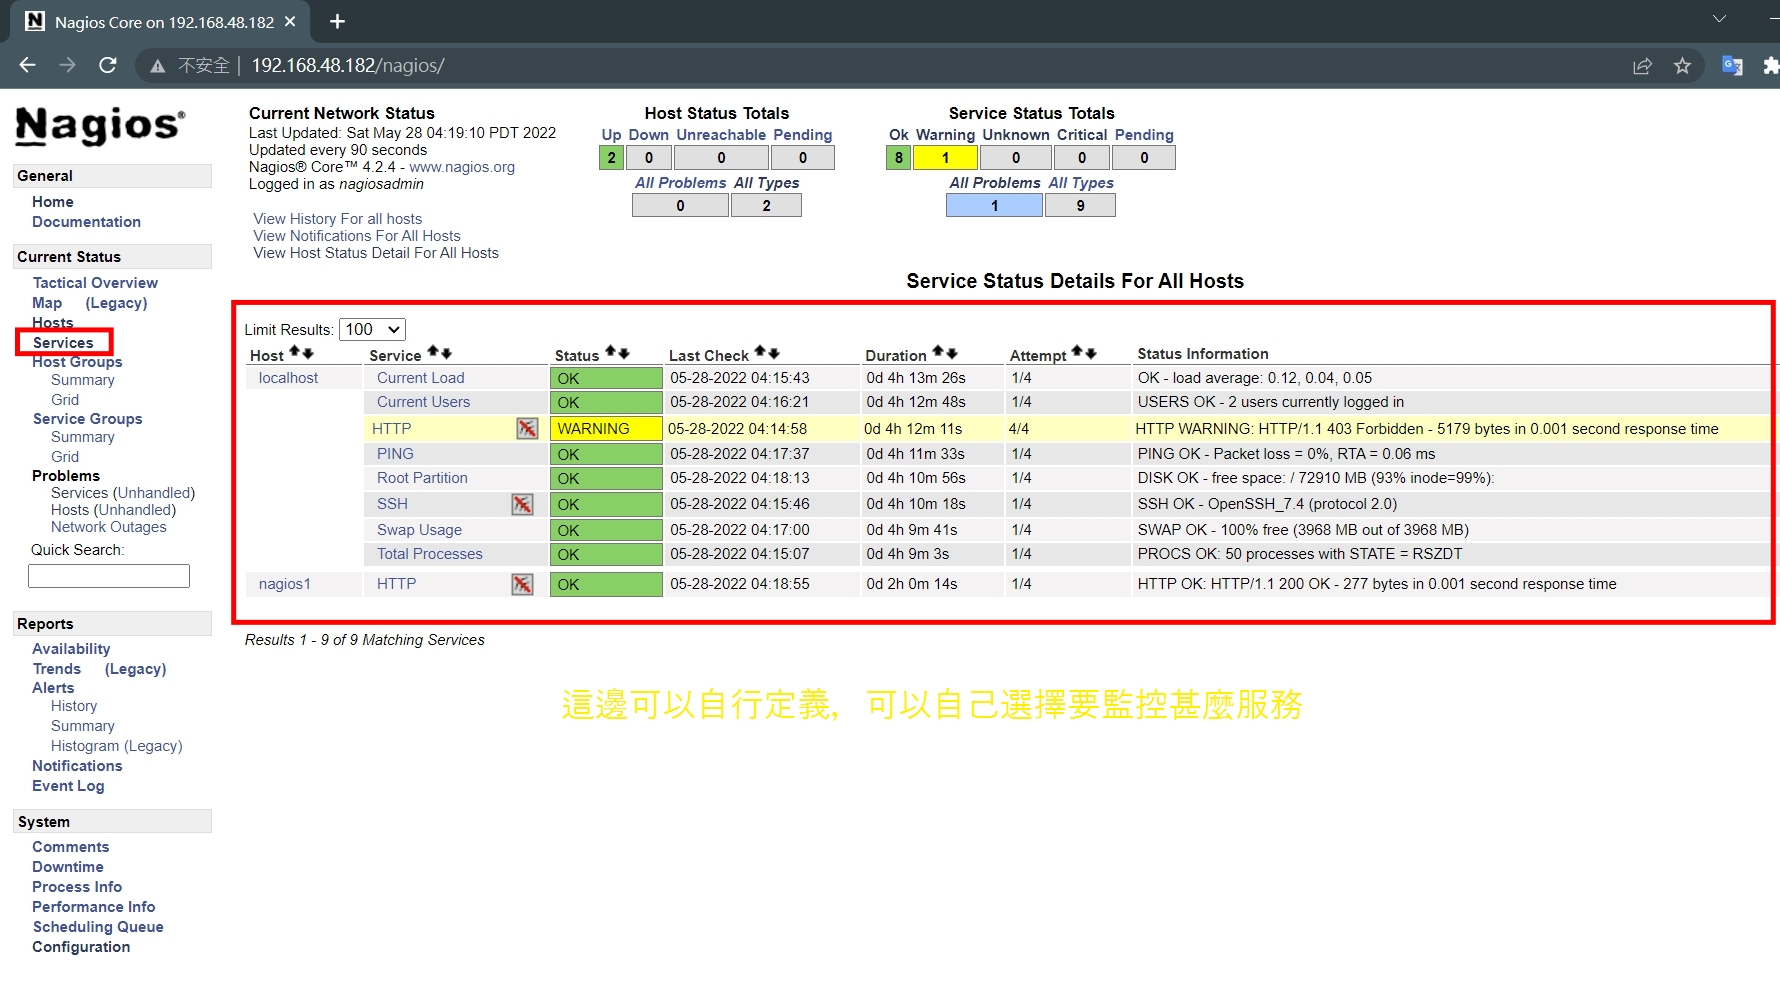 Nagios Core on 192.168.48.182
不安全 | 192.168.48.182/nagios/
Nagios®
General
Home
Documentation
Current Status
Tactical Overview
Map (Legacy)
Hosts
Services
Host Groups
Summary
Grid
Service Groups
Summary
Grid
Problems
Services (Unhandled)
Hosts (Unhandled)
Network Outages
Quick Search:
Reports
Availability
Trends (Legacy)
Alerts
History
Summary
Histogram (Legacy)
Notifications
Event Log
System
Comments
Downtime
Process Info
Performance Info
Scheduling Queue
Configuration
Current Network Status
Last Updated: Sat May 28 04:19:10 PDT 2022
Updated every 90 seconds
Nagios® Core™ 4.2.4 - www.nagios.org
Logged in as nagiosadmin
View History For all hosts
View Notifications For All Hosts
View Host Status Detail For All Hosts
Host Status Totals
Up Down Unreachable Pending
2 0 0 0
All Problems All Types
0 2
Service Status Totals
Ok Warning Unknown Critical Pending
8 1 0 0 0
All Problems All Types
1 9
Service Status Details For All Hosts
Limit Results: 100
Host Service Status Last Check Duration Attempt Status Information
localhost Current Load OK 05-28-2022 04:15:43 0d 4h 13m 26s 1/4 OK - load average: 0.12, 0.04, 0.05
Current Users OK 05-28-2022 04:16:21 0d 4h 12m 48s 1/4 USERS OK - 2 users currently logged in
HTTP WARNING 05-28-2022 04:14:58 0d 4h 12m 11s 4/4 HTTP WARNING: HTTP/1.1 403 Forbidden - 5179 bytes in 0.001 second response time
PING OK 05-28-2022 04:17:37 0d 4h 11m 33s 1/4 PING OK - Packet loss = 0%, RTA = 0.06 ms
Root Partition OK 05-28-2022 04:18:13 0d 4h 10m 56s 1/4 DISK OK - free space: / 72910 MB (93% inode=99%):
SSH OK 05-28-2022 04:15:46 0d 4h 10m 18s 1/4 SSH OK - OpenSSH_7.4 (protocol 2.0)
Swap Usage OK 05-28-2022 04:17:00 0d 4h 9m 41s 1/4 SWAP OK - 100% free (3968 MB out of 3968 MB)
Total Processes OK 05-28-2022 04:15:07 0d 4h 9m 3s 1/4 PROCS OK: 50 processes with STATE = RSZDT
nagios1 HTTP OK 05-28-2022 04:18:55 0d 2h 0m 14s 1/4 HTTP OK: HTTP/1.1 200 OK - 277 bytes in 0.001 second response time
Results 1 - 9 of 9 Matching Services
這邊可以自行定義，可以自己選擇要監控甚麼服務